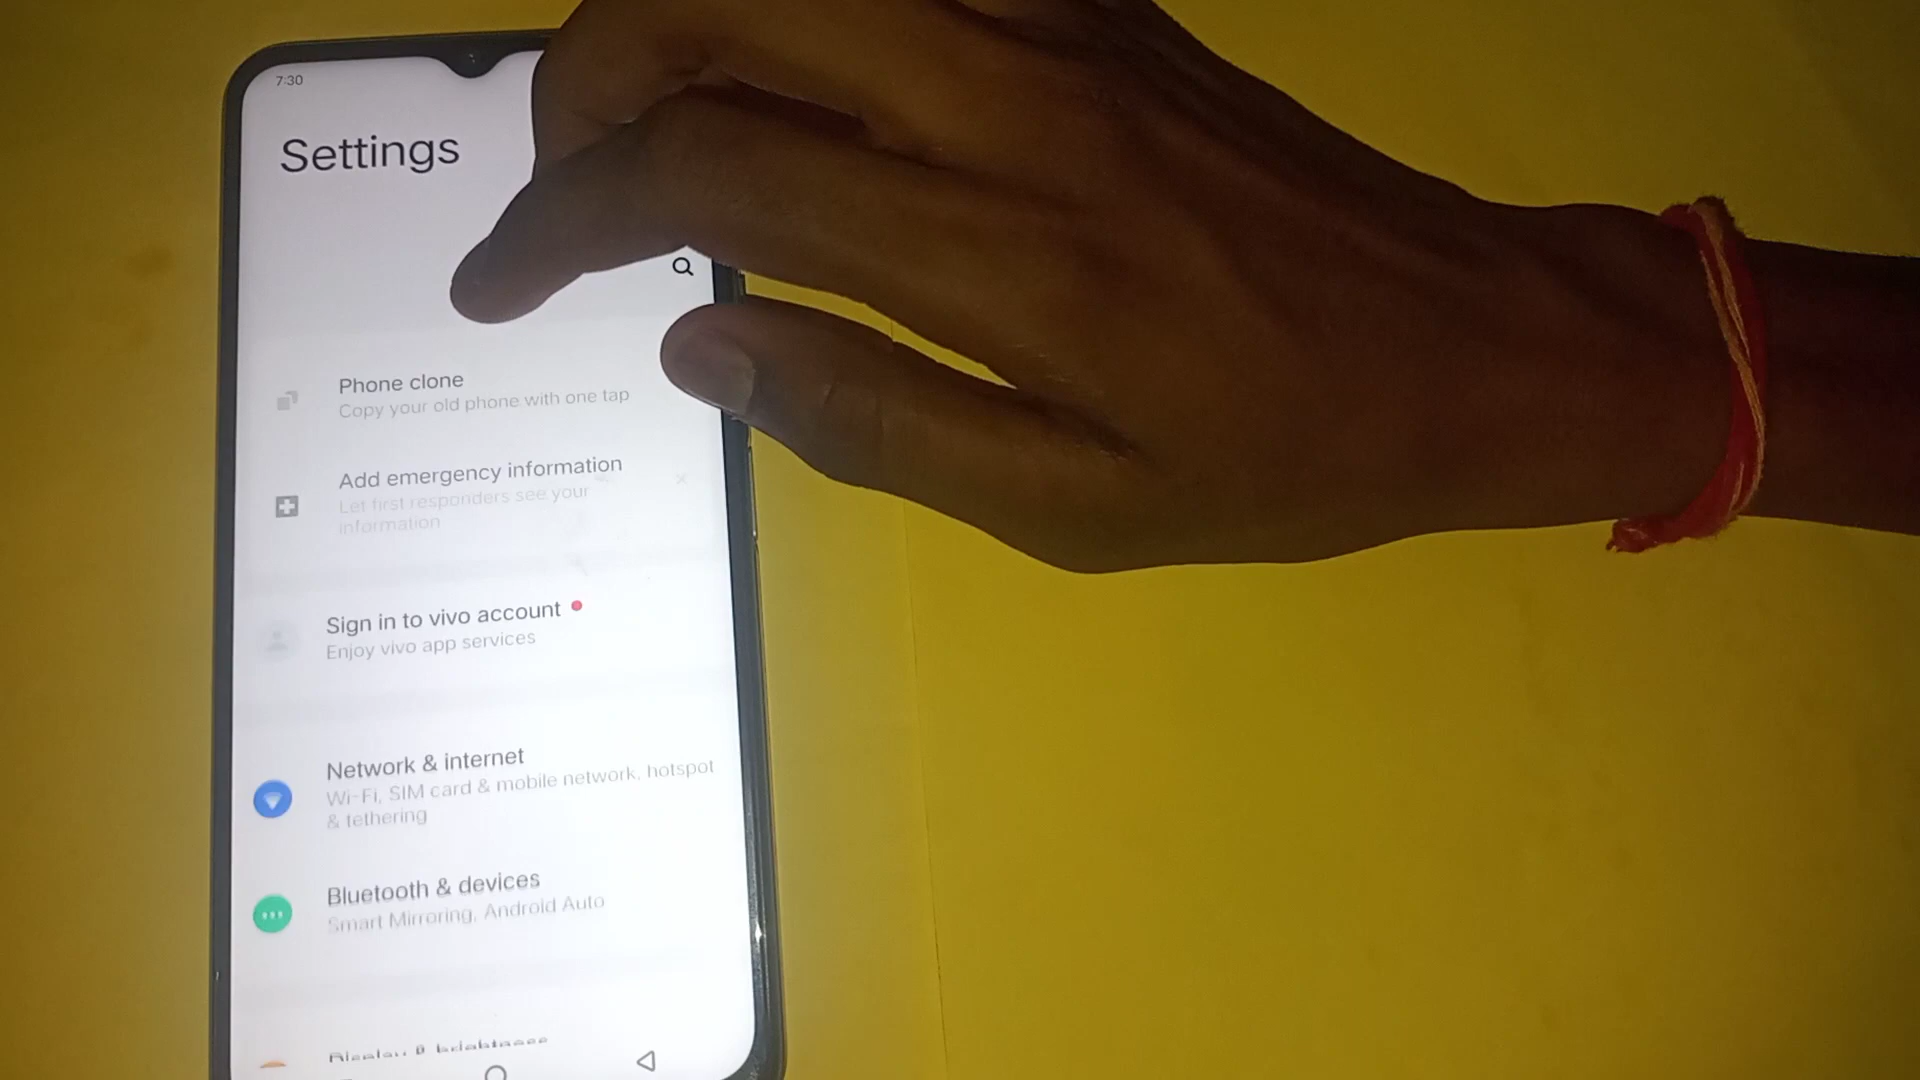 7:30
Settings
Phone clone
Copy your old phone with one tap
Add emergency information
Let first responders see your
information
Sign in to vivo account
Enjoy vivo app services
Network & internet
Wi-Fi, SIM card & mobile network, hotspot
& tethering
Bluetooth & devices
Smart Mirroring, Android Auto
Display & brightness